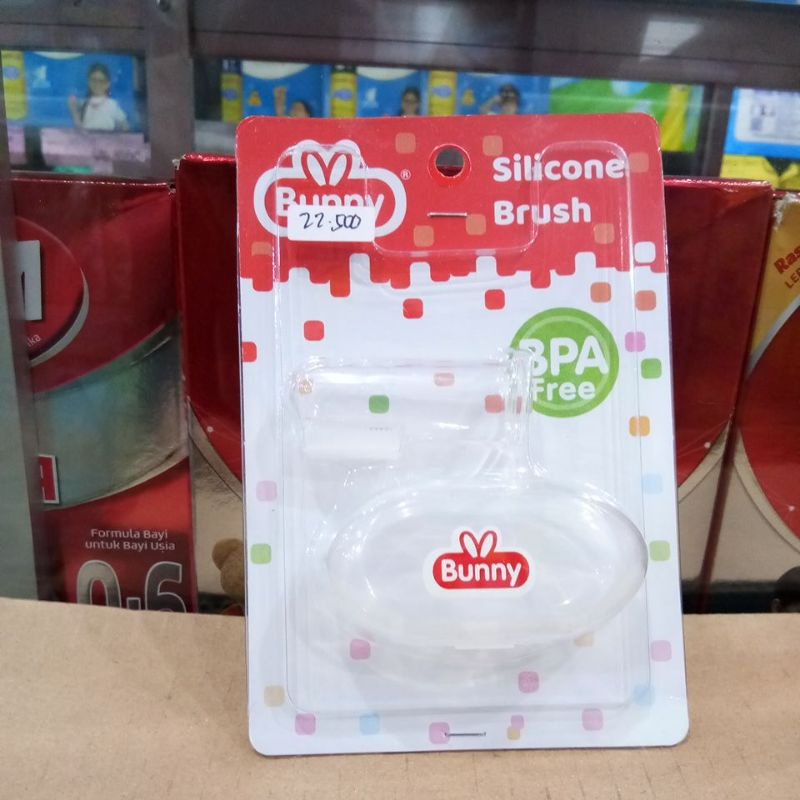 Bunny
®
22.500
Silicone
Brush
BPA
Free
Bunny
Formula Bayi
untuk Bayi Usia
0-6